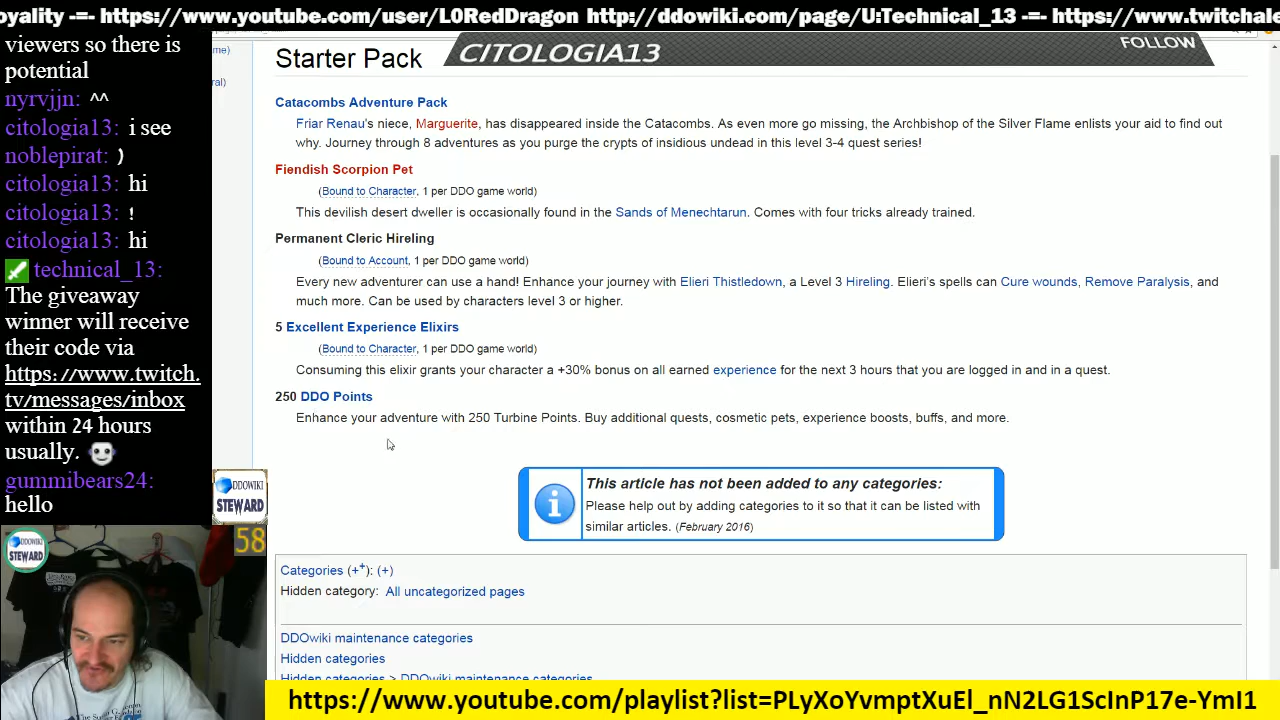 oyality -=- https://www.youtube.com/user/L0RedDragon http://ddowiki.com/page/U:Technical_13 -=- https://www.twitchale
viewers so there is
potential
nyrvjjn: ^^
citologia13: i see
noblepirat: )
citologia13: hi
citologia13: !
citologia13: hi
technical_13:
The giveaway
winner will receive
their code via
https://www.twitch.
tv/messages/inbox
within 24 hours
usually.
gummibears24:
hello
DDOWIKI
STEWARD
58
DDOWIKI
STEWARD
ral)
Starter Pack
CITOLOGIA13
FOLLOW
Catacombs Adventure Pack
Friar Renau's niece, Marguerite, has disappeared inside the Catacombs. As even more go missing, the Archbishop of the Silver Flame enlists your aid to find out
why. Journey through 8 adventures as you purge the crypts of insidious undead in this level 3-4 quest series!
Fiendish Scorpion Pet
(Bound to Character, 1 per DDO game world)
This devilish desert dweller is occasionally found in the Sands of Menechtarun. Comes with four tricks already trained.
Permanent Cleric Hireling
(Bound to Account, 1 per DDO game world)
Every new adventurer can use a hand! Enhance your journey with Elieri Thistledown, a Level 3 Hireling. Elieri's spells can Cure wounds, Remove Paralysis, and
much more. Can be used by characters level 3 or higher.
5 Excellent Experience Elixirs
(Bound to Character, 1 per DDO game world)
Consuming this elixir grants your character a +30% bonus on all earned experience for the next 3 hours that you are logged in and in a quest.
250 DDO Points
Enhance your adventure with 250 Turbine Points. Buy additional quests, cosmetic pets, experience boosts, buffs, and more.
This article has not been added to any categories:
Please help out by adding categories to it so that it can be listed with
similar articles. (February 2016)
Categories (+⁺): (+)
Hidden category: All uncategorized pages
DDOwiki maintenance categories
Hidden categories
Hidden categories > DDOwiki maintenance categories
https://www.youtube.com/playlist?list=PLyXoYvmptXuEl_nN2LG1ScInP17e-YmI1